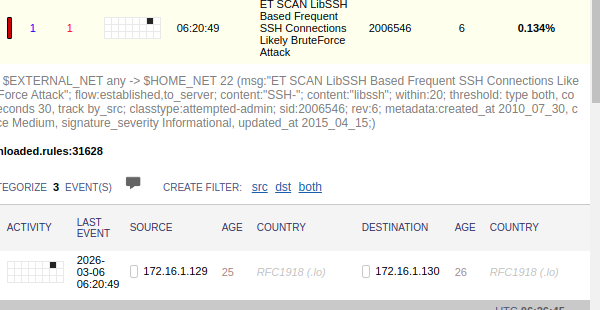 ET SCAN LibSSH
Based Frequent
1 1 06:20:49 SSH Connections 2006546 6 0.134%
Likely BruteForce
Attack
$EXTERNAL_NET any -> $HOME_NET 22 (msg:"ET SCAN LibSSH Based Frequent SSH Connections Like
Force Attack"; flow:established,to_server; content:"SSH-"; content:"libssh"; within:20; threshold: type both, co
econds 30, track by_src; classtype:attempted-admin; sid:2006546; rev:6; metadata:created_at 2010_07_30, c
ce Medium, signature_severity Informational, updated_at 2015_04_15;)
nloaded.rules:31628
TEGORIZE 3 EVENT(S) CREATE FILTER: src dst both
ACTIVITY LAST EVENT SOURCE AGE COUNTRY DESTINATION AGE COUNTRY
2026-
03-06
06:20:49 172.16.1.129 25 RFC1918 (.lo) 172.16.1.130 26 RFC1918 (.lo)